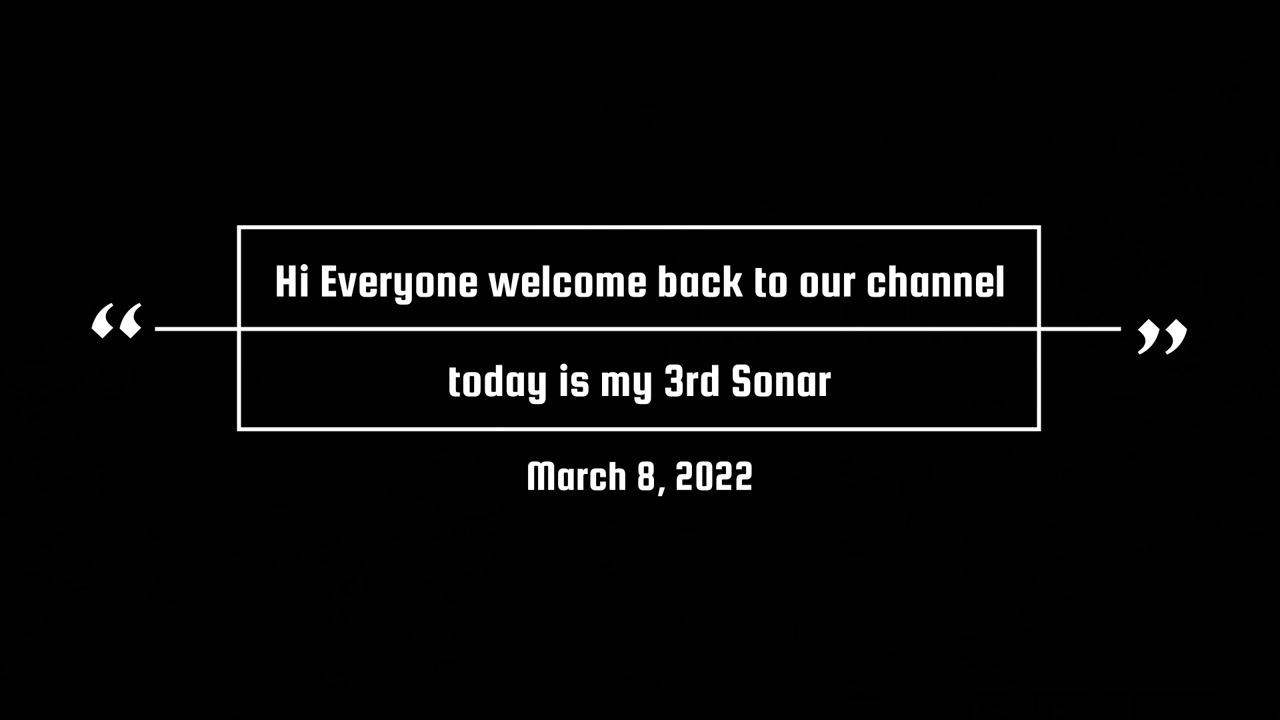 Hi Everyone welcome back to our channel
“ ”
today is my 3rd Sonar
March 8, 2022